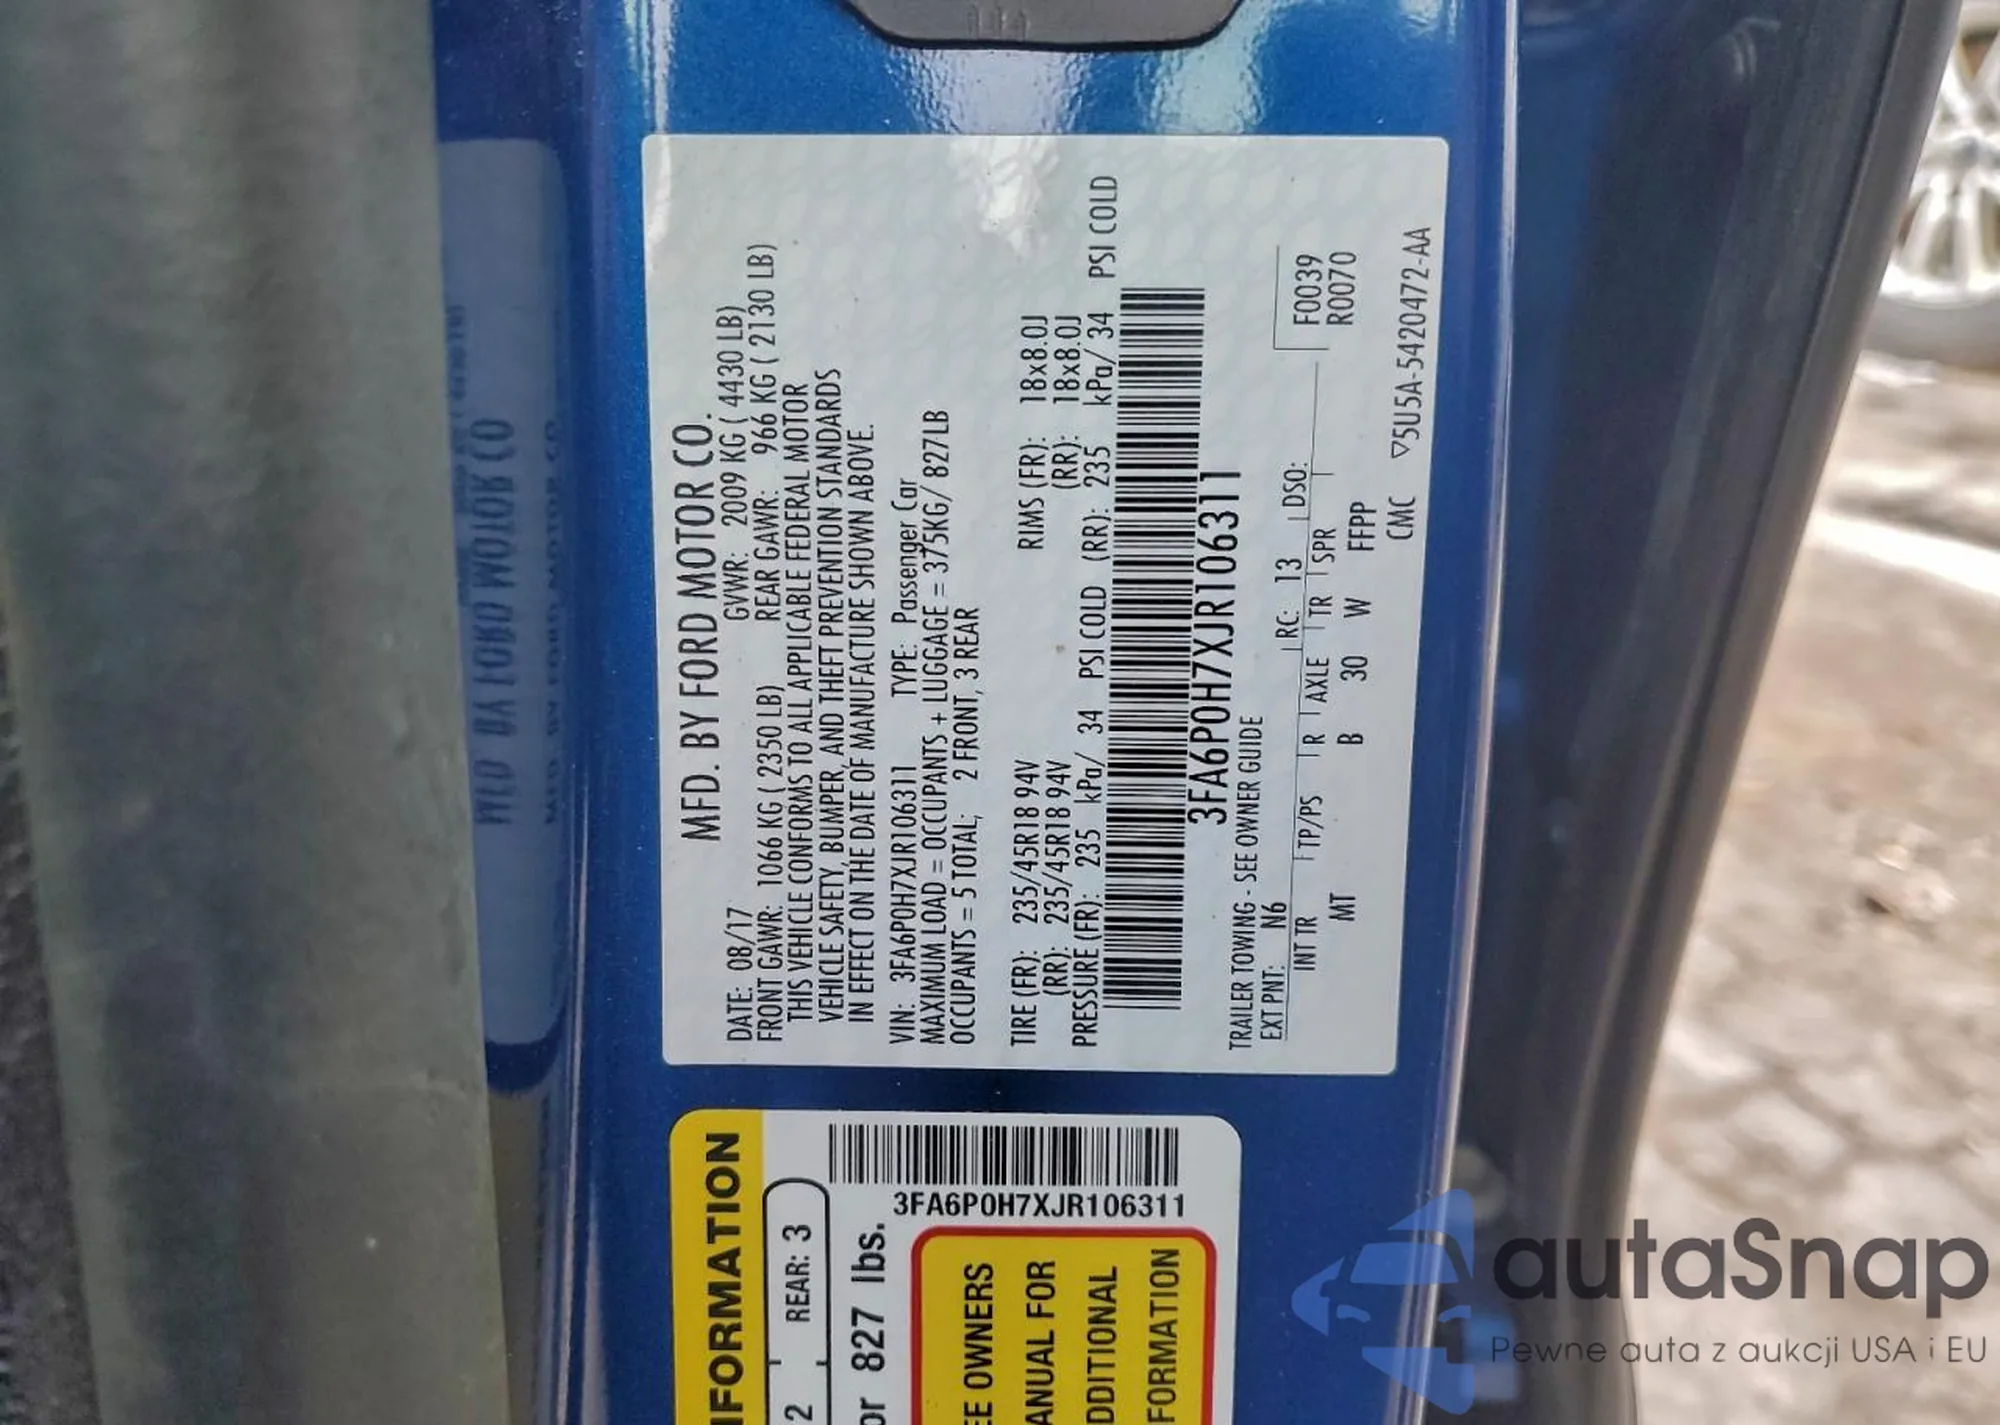 MFD. BY FORD MOTOR CO.
DATE: 08/17 GVWR: 2009 KG ( 4430 LB)
FRONT GAWR: 1066 KG ( 2350 LB) REAR GAWR: 966 KG ( 2130 LB)
THIS VEHICLE CONFORMS TO ALL APPLICABLE FEDERAL MOTOR
VEHICLE SAFETY, BUMPER, AND THEFT PREVENTION STANDARDS
IN EFFECT ON THE DATE OF MANUFACTURE SHOWN ABOVE.
VIN: 3FA6P0H7XJR106311 TYPE: Passenger Car
MAXIMUM LOAD = OCCUPANTS + LUGGAGE = 375KG/ 827LB
OCCUPANTS = 5 TOTAL; 2 FRONT, 3 REAR
TIRE (FR): 235/45R18 94V RIMS (FR): 18x8.0J
(RR): 235/45R18 94V (RR): 18x8.0J
PRESSURE (FR): 235 kPa/ 34 PSI COLD (RR): 235 kPa/ 34 PSI COLD
3FA6P0H7XJR106311
TRAILER TOWING - SEE OWNER GUIDE
EXT PNT: N6 RC: 13 DSO: F0039
INT TR TP/PS R AXLE TR SPR R0070
MT B 30 W FFPP
CMC ▽5U5A-5420472-AA
FORMATION
2 REAR: 3
or 827 lbs.
3FA6P0H7XJR106311
EE OWNERS
ANUAL FOR
DDITIONAL
FORMATION
autaSnap
Pewne auta z aukcji USA i EU